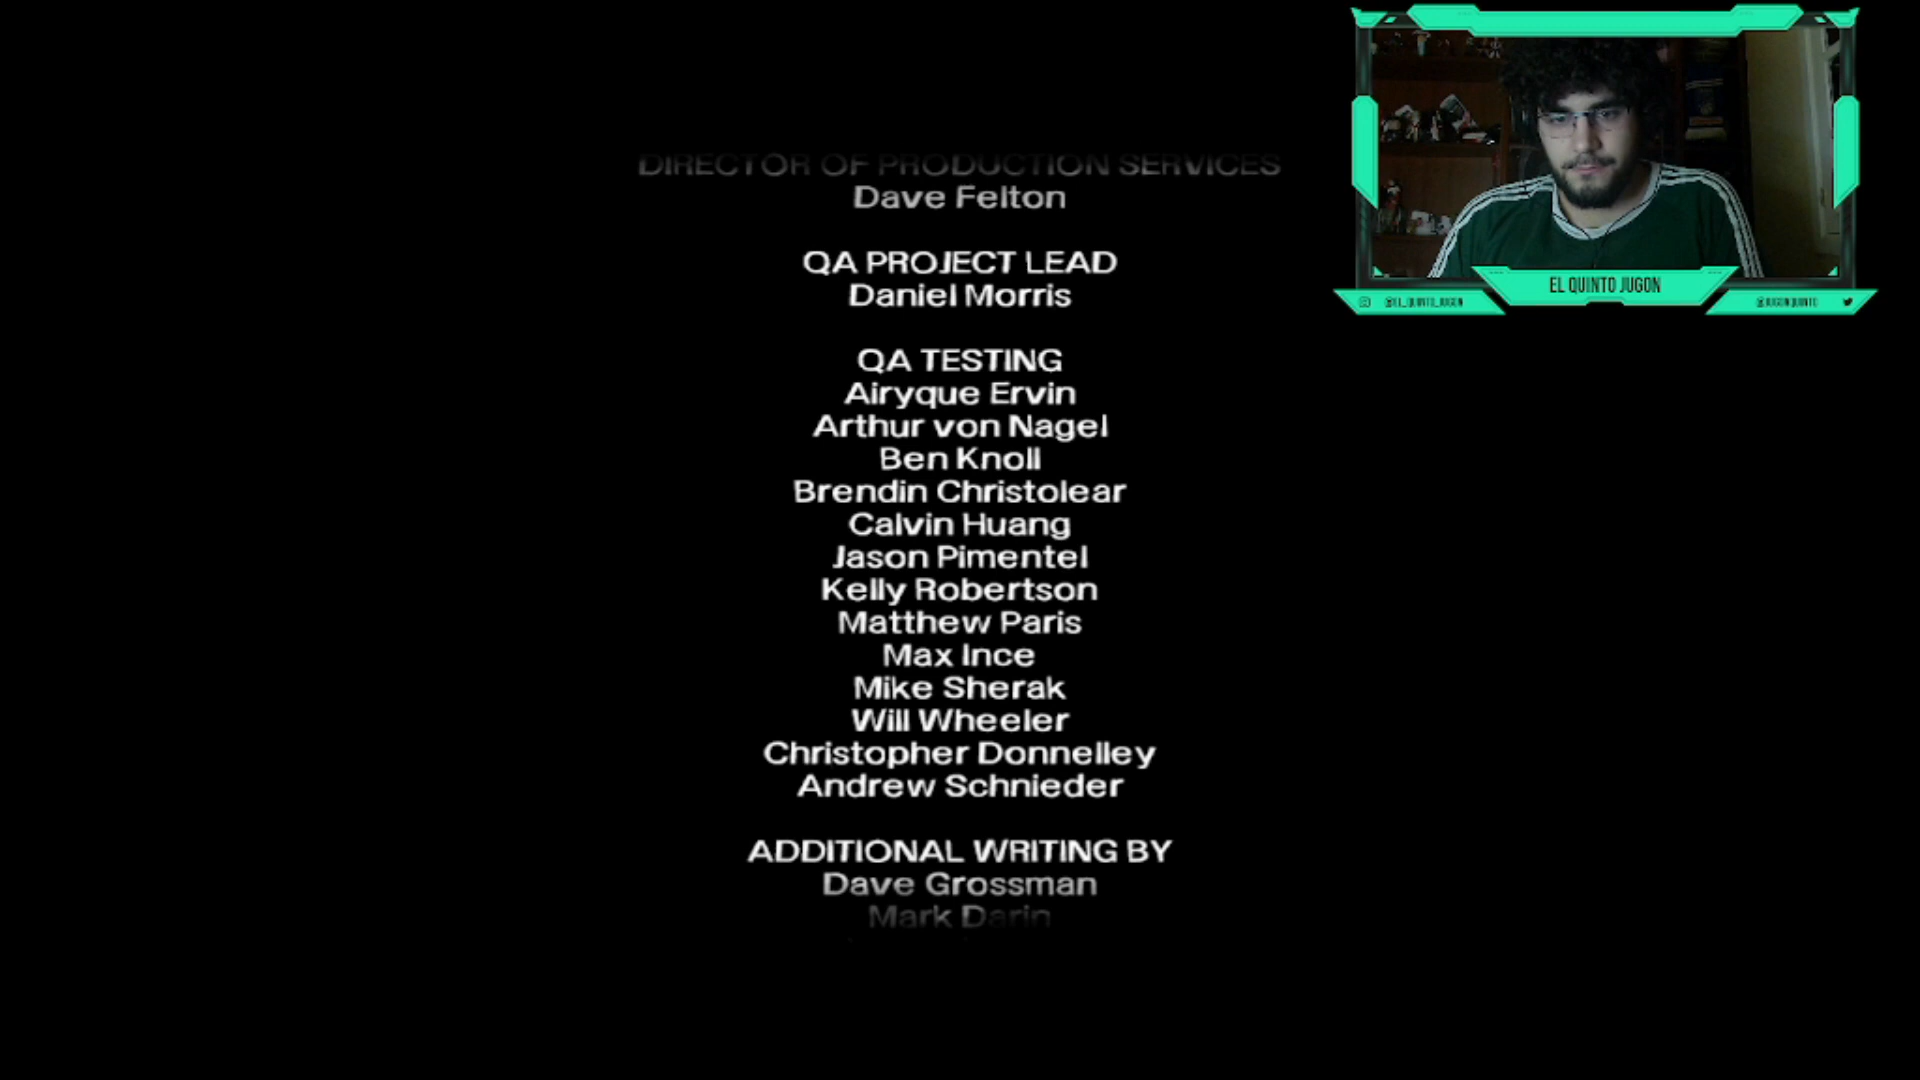 DIRECTOR OF PRODUCTION SERVICES
Dave Felton
QA PROJECT LEAD
Daniel Morris
QA TESTING
Airyque Ervin
Arthur von Nagel
Ben Knoll
Brendin Christolear
Calvin Huang
Jason Pimentel
Kelly Robertson
Matthew Paris
Max Ince
Mike Sherak
Will Wheeler
Christopher Donnelley
Andrew Schnieder
ADDITIONAL WRITING BY
Dave Grossman
Mark Darin
EL QUINTO JUGON
@EL_QUINTO_JUGON
@JUGONQUINTO